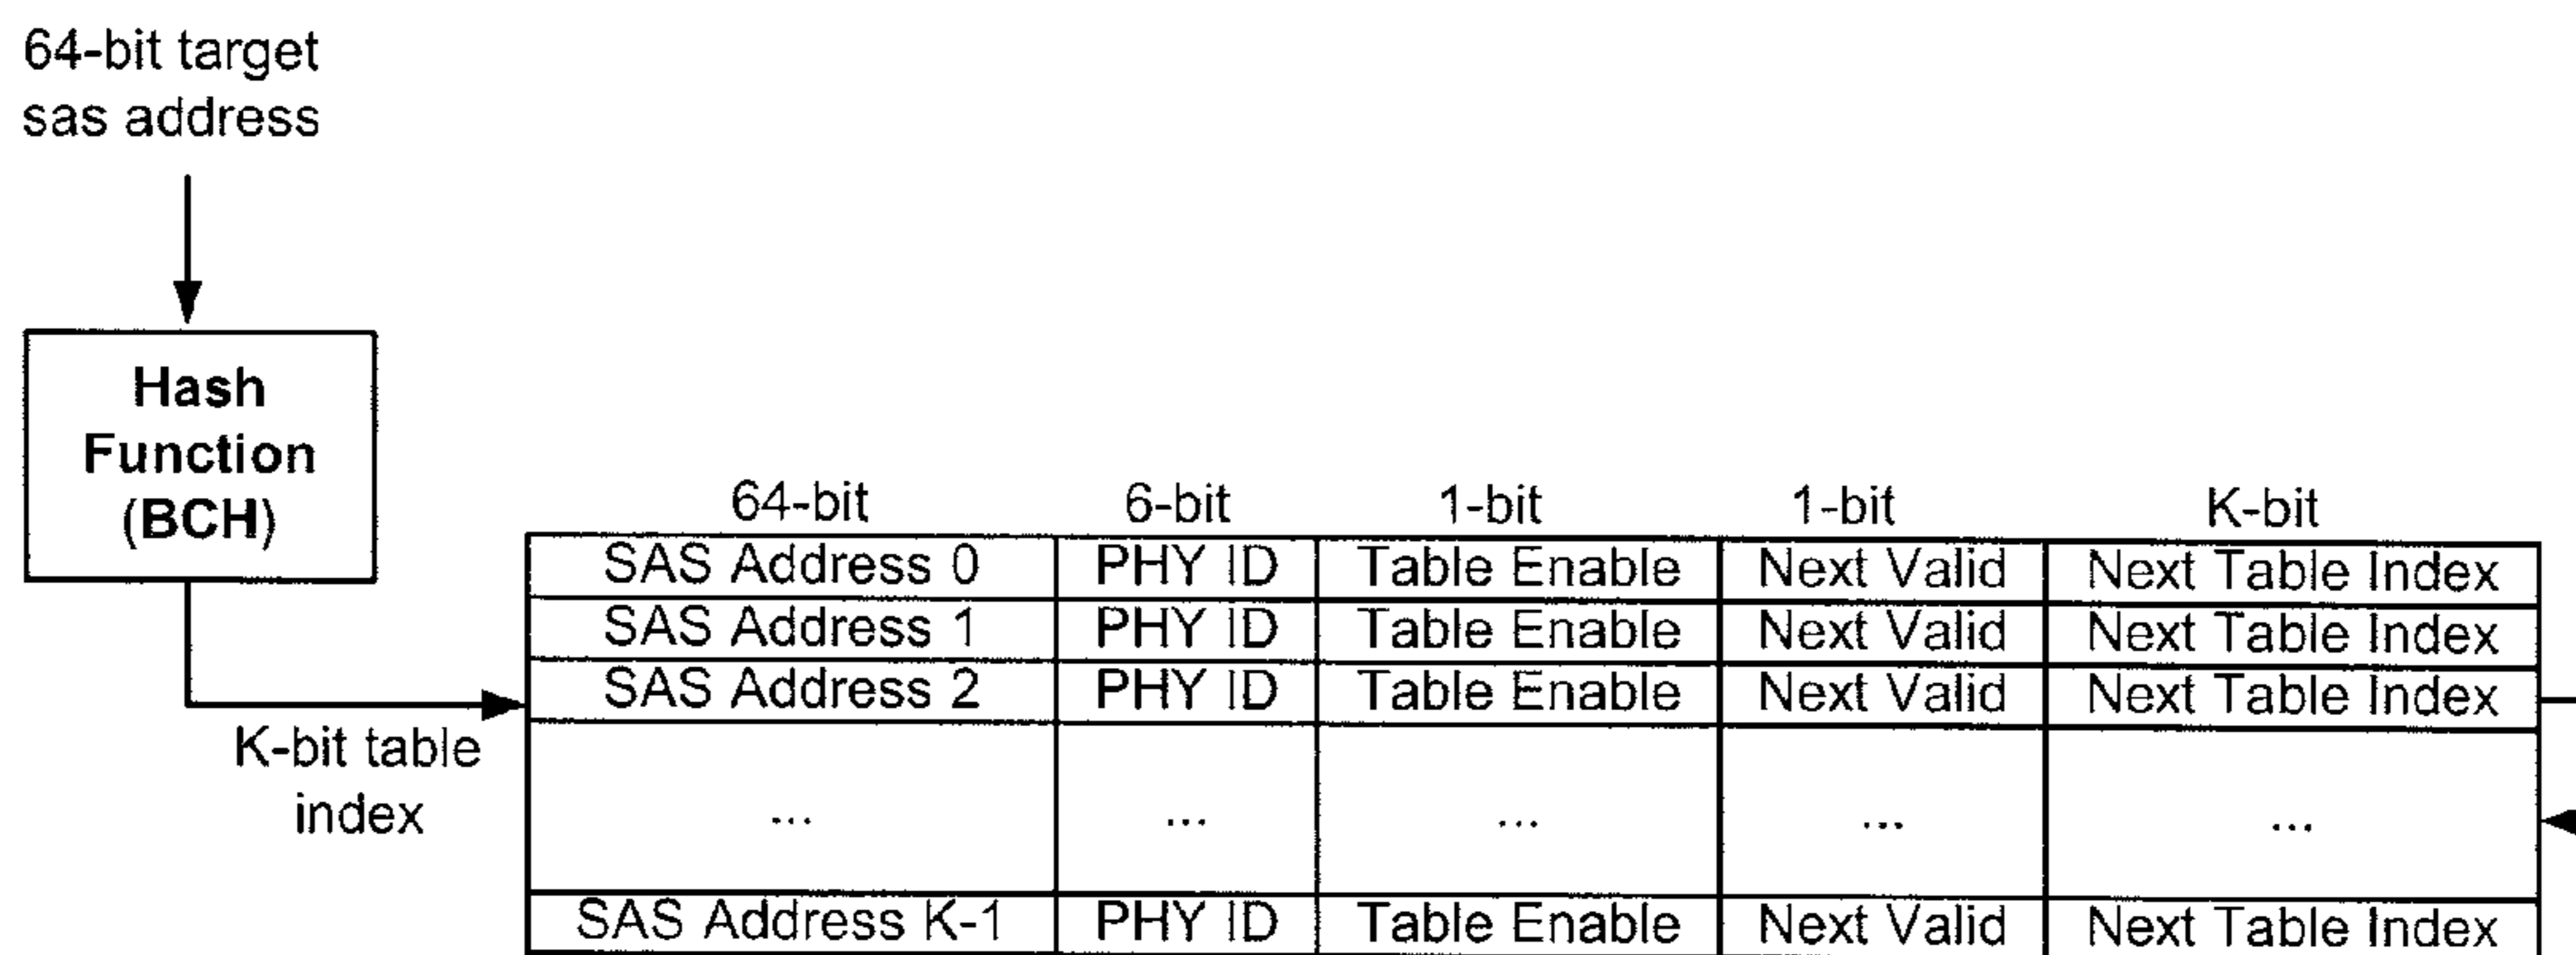 64-bit target
sas address
Hash
Function
(BCH)
K-bit table
index
64-bit 6-bit 1-bit 1-bit K-bit
SAS Address 0 PHY ID Table Enable Next Valid Next Table Index
SAS Address 1 PHY ID Table Enable Next Valid Next Table Index
SAS Address 2 PHY ID Table Enable Next Valid Next Table Index
... ... ... ... ...
SAS Address K-1 PHY ID Table Enable Next Valid Next Table Index